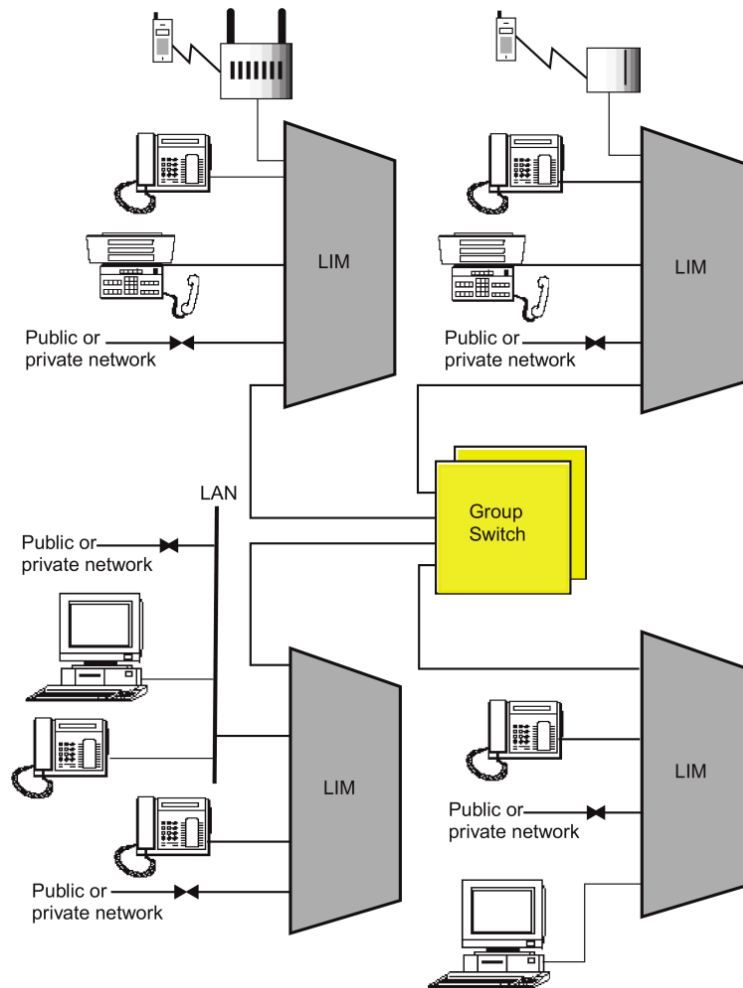 LIM
LIM
Public or
private network
Public or
private network
LAN
Group
Switch
Public or
private network
LIM
LIM
Public or
private network
Public or
private network